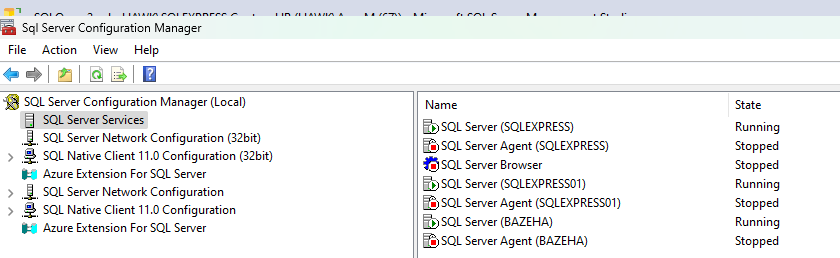 Sql Server Configuration Manager
File Action View Help
SQL Server Configuration Manager (Local)
SQL Server Services
SQL Server Network Configuration (32bit)
SQL Native Client 11.0 Configuration (32bit)
Azure Extension For SQL Server
SQL Server Network Configuration
SQL Native Client 11.0 Configuration
Azure Extension For SQL Server
Name State
SQL Server (SQLEXPRESS) Running
SQL Server Agent (SQLEXPRESS) Stopped
SQL Server Browser Stopped
SQL Server (SQLEXPRESS01) Running
SQL Server Agent (SQLEXPRESS01) Stopped
SQL Server (BAZEHA) Running
SQL Server Agent (BAZEHA) Stopped